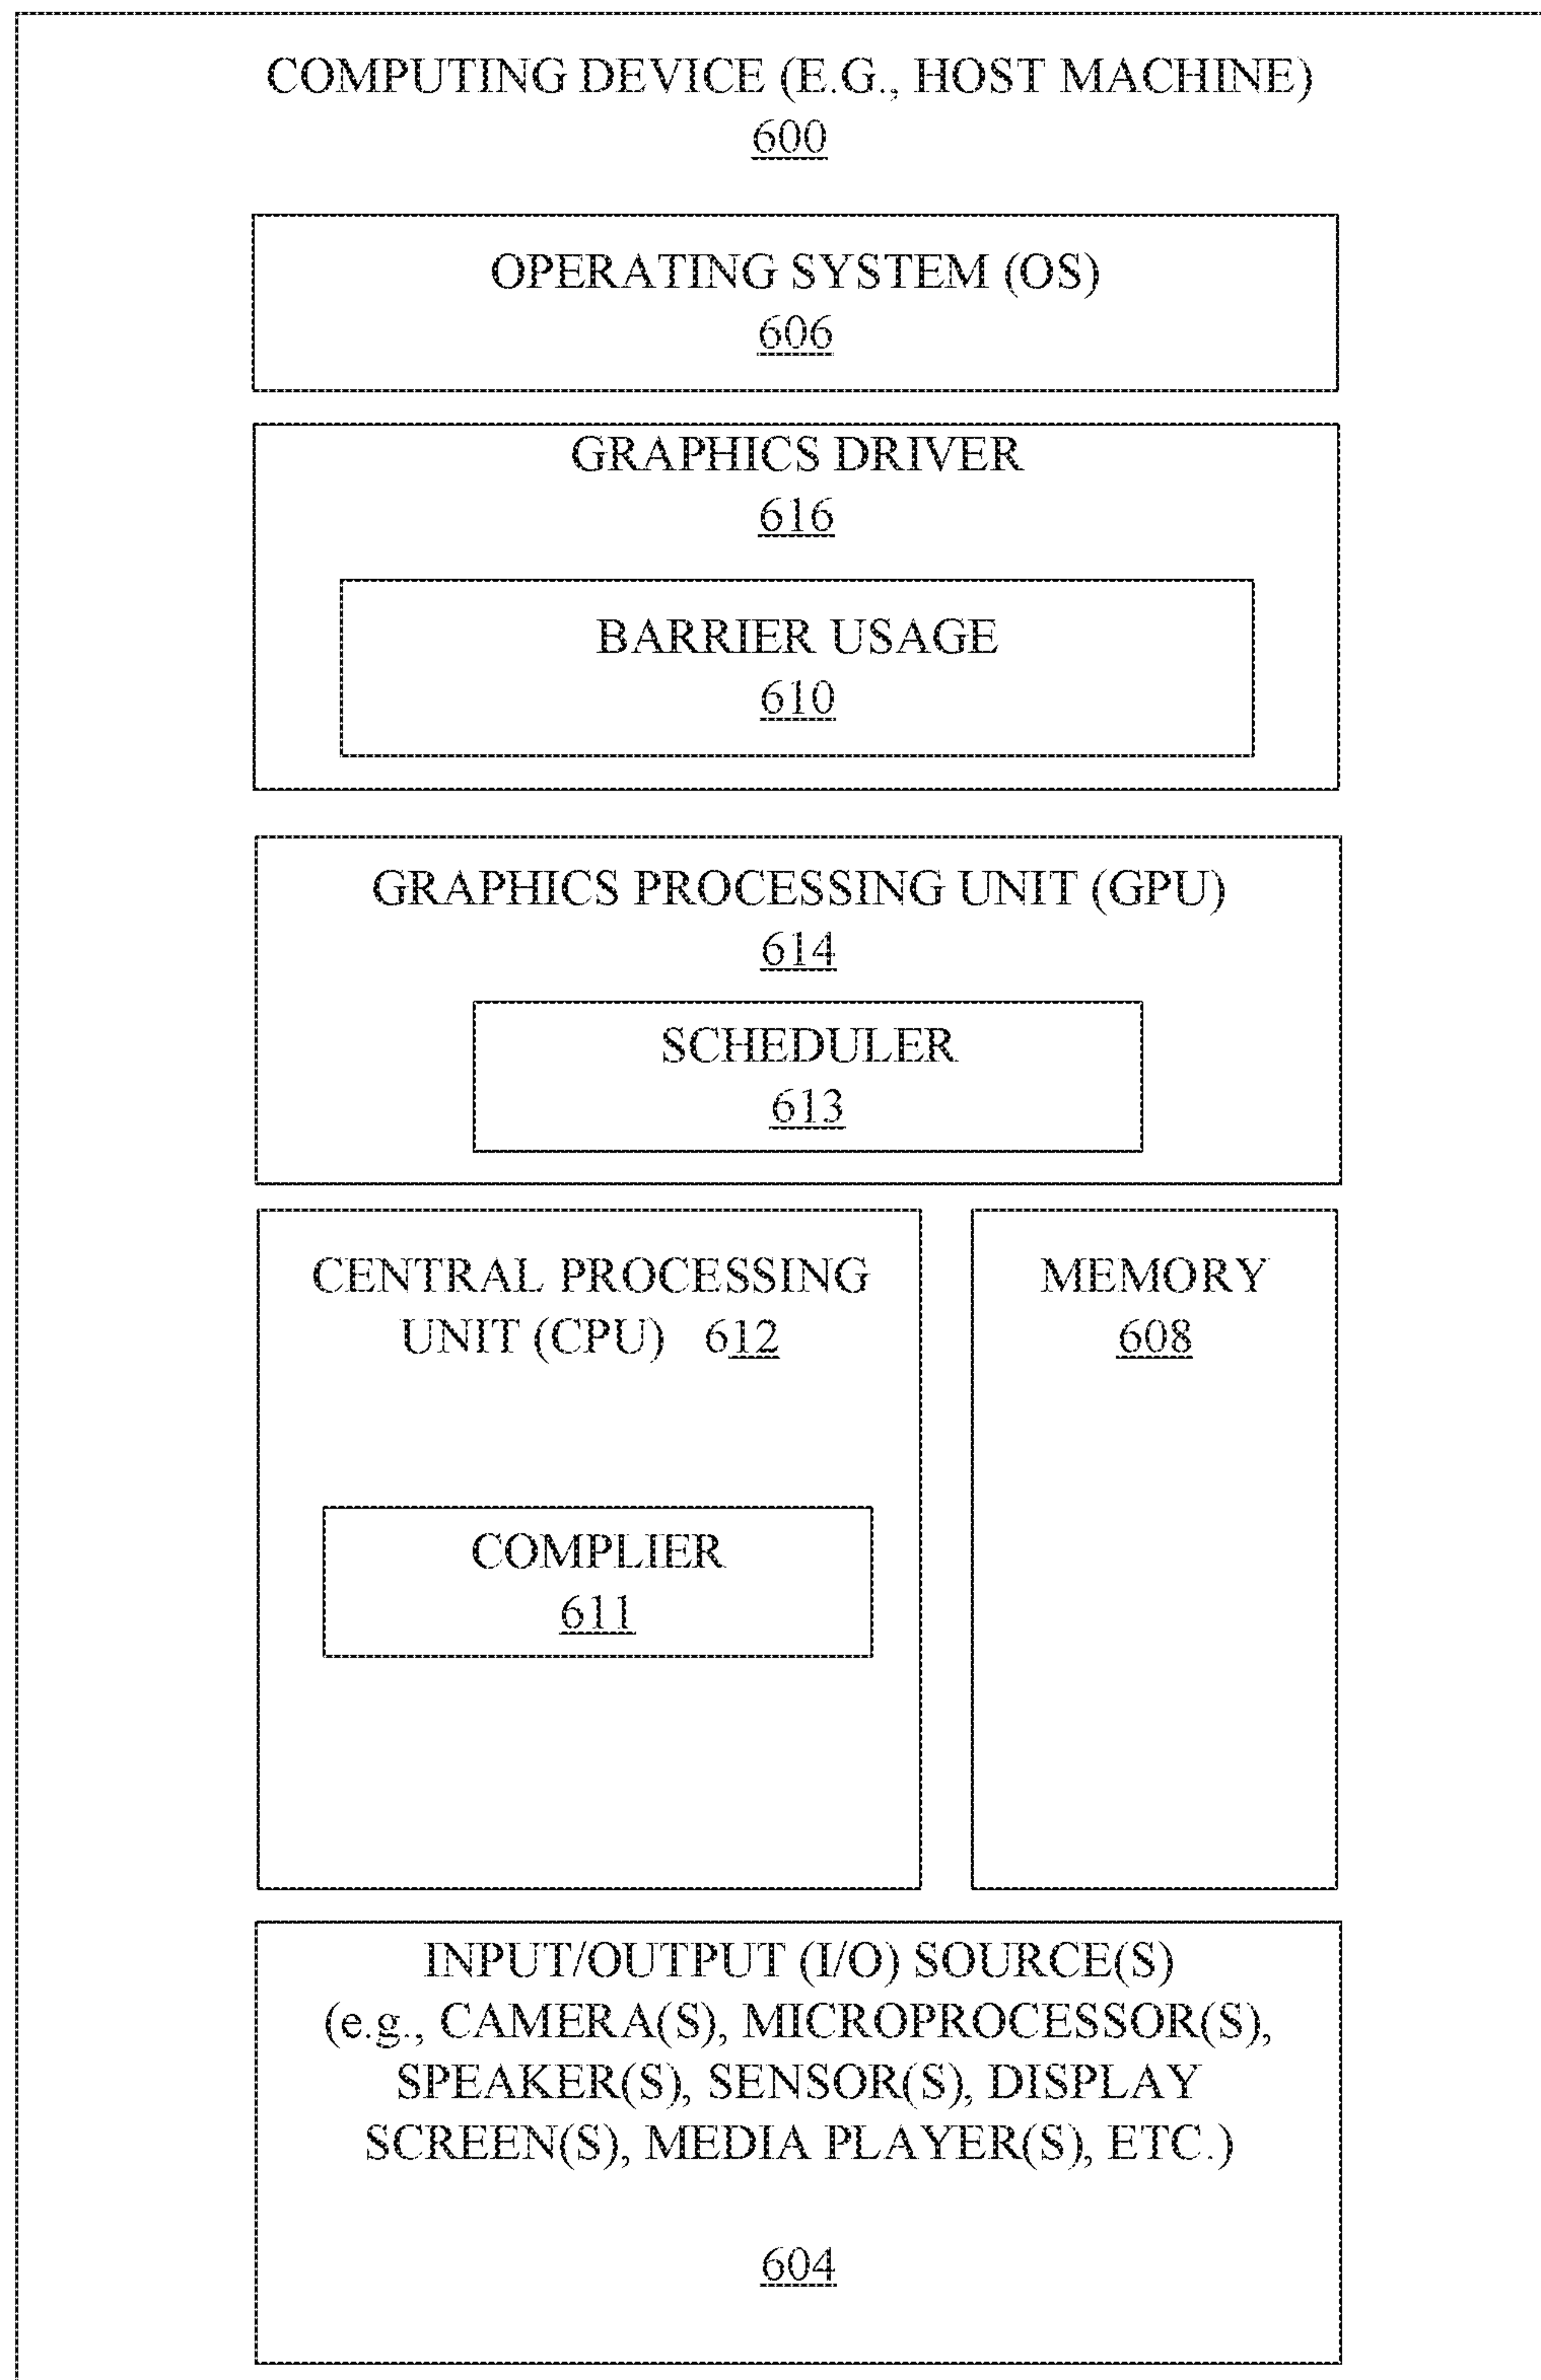 COMPUTING DEVICE (E.G., HOST MACHINE)
600
OPERATING SYSTEM (OS)
606
GRAPHICS DRIVER
616
BARRIER USAGE
610
GRAPHICS PROCESSING UNIT (GPU)
614
SCHEDULER
613
CENTRAL PROCESSING
UNIT (CPU) 612
COMPLIER
611
MEMORY
608
INPUT/OUTPUT (I/O) SOURCE(S)
(e.g., CAMERA(S), MICROPROCESSOR(S),
SPEAKER(S), SENSOR(S), DISPLAY
SCREEN(S), MEDIA PLAYER(S), ETC.)
604